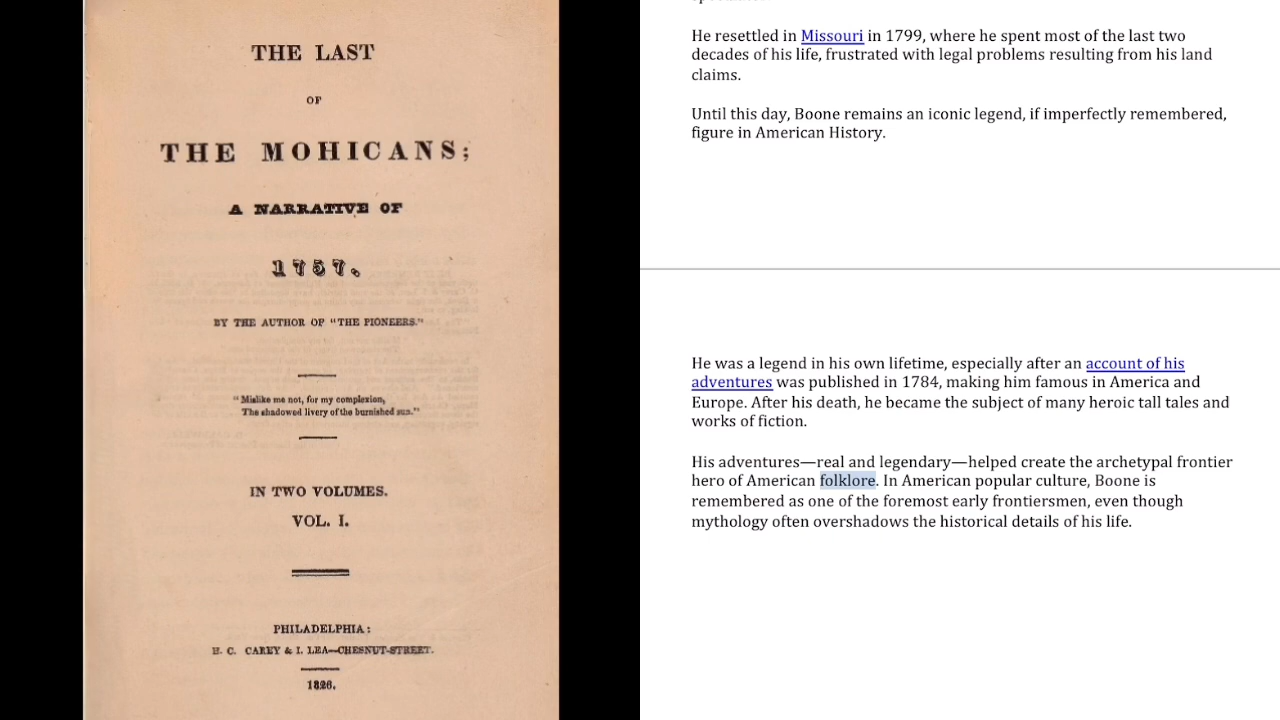 THE LAST
OF
THE MOHICANS;
A NARRATIVE OF
1757.
BY THE AUTHOR OF "THE PIONEERS."
"Mislike me not, for my complexion,
The shadowed livery of the burnished sun."
IN TWO VOLUMES.
VOL. I.
PHILADELPHIA:
H. C. CAREY & I. LEA—CHESNUT-STREET.
1826.
He resettled in Missouri in 1799, where he spent most of the last two
decades of his life, frustrated with legal problems resulting from his land
claims.
Until this day, Boone remains an iconic legend, if imperfectly remembered,
figure in American History.
He was a legend in his own lifetime, especially after an account of his
adventures was published in 1784, making him famous in America and
Europe. After his death, he became the subject of many heroic tall tales and
works of fiction.
His adventures—real and legendary—helped create the archetypal frontier
hero of American folklore. In American popular culture, Boone is
remembered as one of the foremost early frontiersmen, even though
mythology often overshadows the historical details of his life.